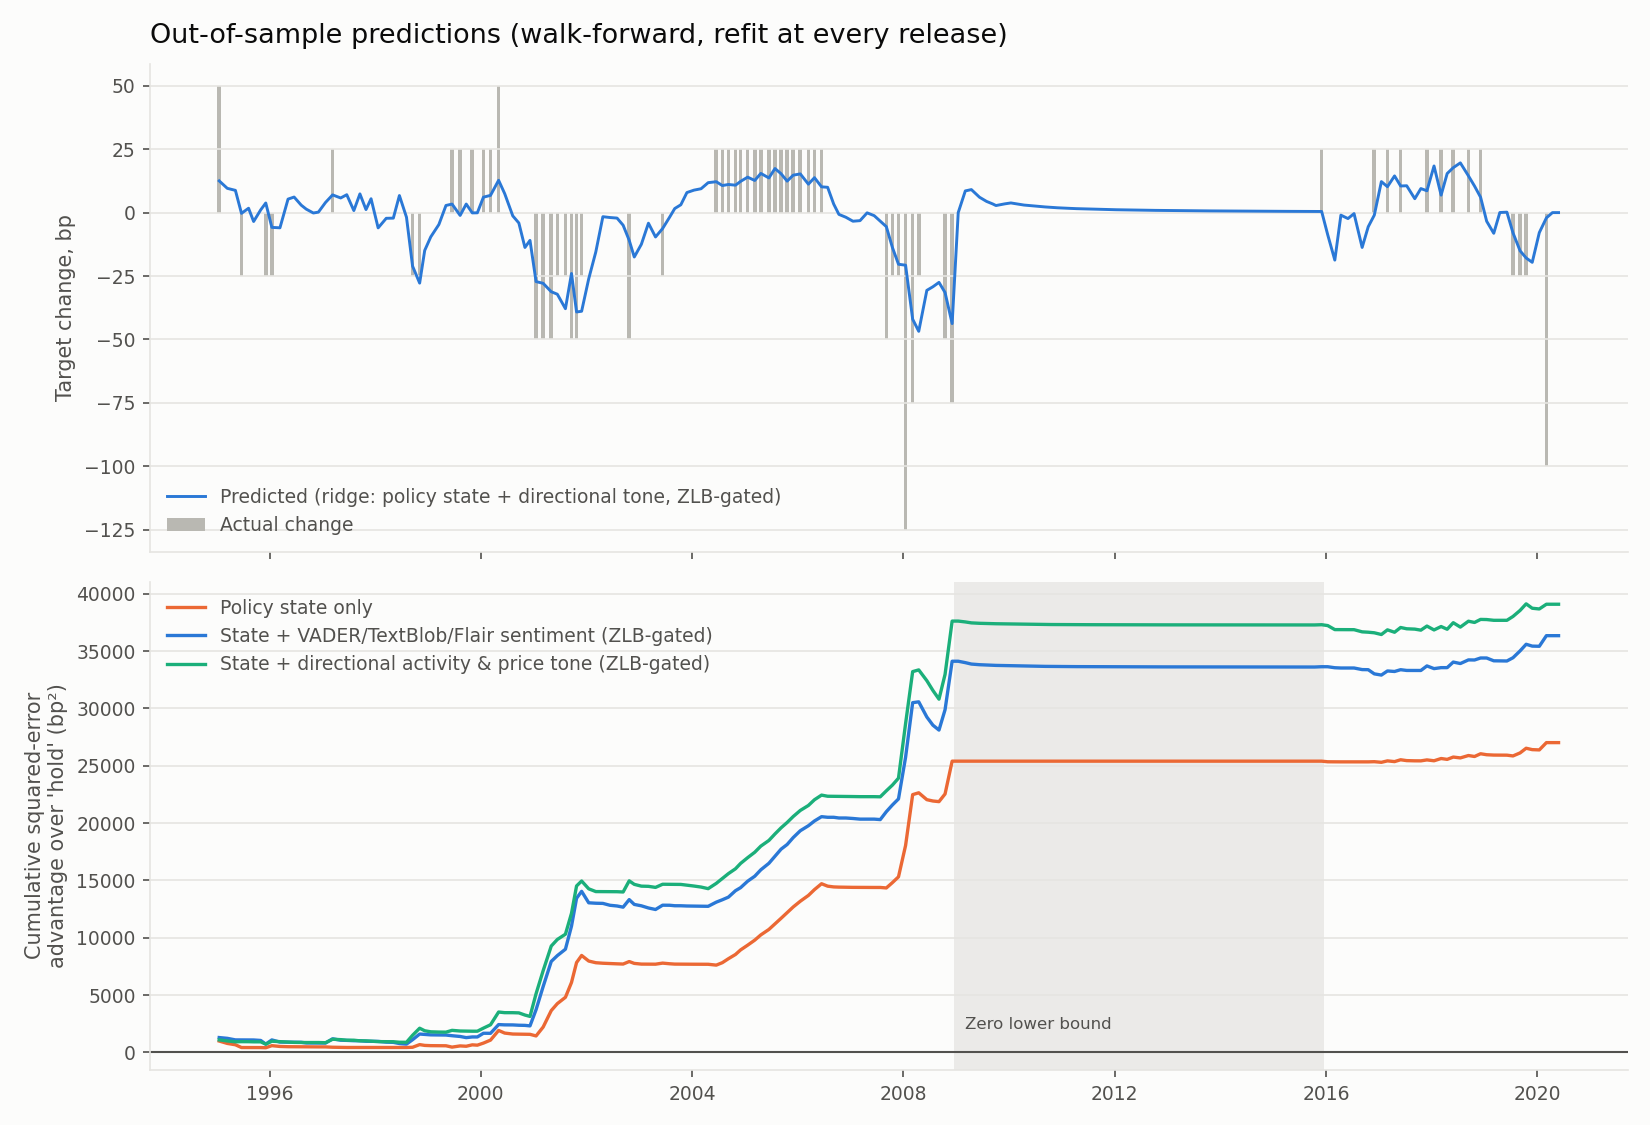 Out-of-sample predictions (walk-forward, refit at every release)
Target change, bp
50
25
0
−25
−50
−75
−100
−125
Predicted (ridge: policy state + directional tone, ZLB-gated)
Actual change
Cumulative squared-error
advantage over 'hold' (bp²)
40000
35000
30000
25000
20000
15000
10000
5000
0
Policy state only
State + VADER/TextBlob/Flair sentiment (ZLB-gated)
State + directional activity & price tone (ZLB-gated)
Zero lower bound
1996 2000 2004 2008 2012 2016 2020